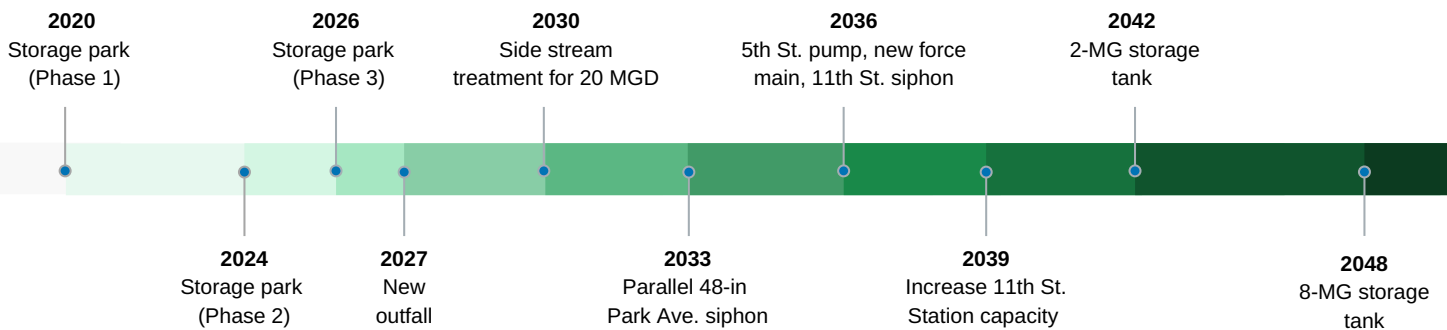 2020
Storage park
(Phase 1)
2026
Storage park
(Phase 3)
2030
Side stream
treatment for 20 MGD
2036
5th St. pump, new force
main, 11th St. siphon
2042
2-MG storage
tank
2024
Storage park
(Phase 2)
2027
New
outfall
2033
Parallel 48-in
Park Ave. siphon
2039
Increase 11th St.
Station capacity
2048
8-MG storage
tank